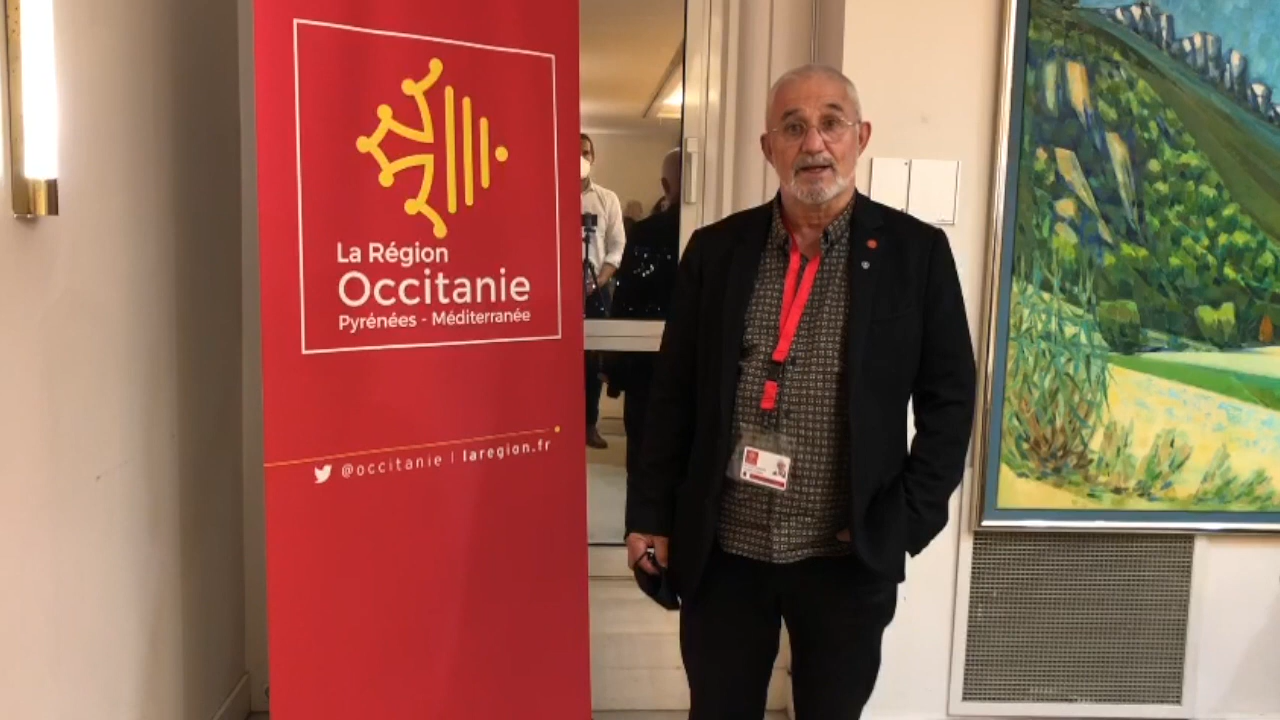 La Région
Occitanie
Pyrénées - Méditerranée
@occitanie | laregion.fr